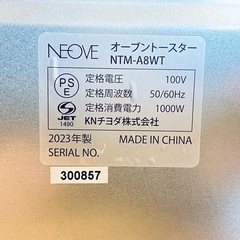 NEOVE オーブントースター
NTM-A8WT
PS
E
定格電圧 100V
定格周波数 50/60Hz
定格消費電力 1000W
JET
1490
KNチヨダ株式会社
2023年製 MADE IN CHINA
SERIAL NO.
300857